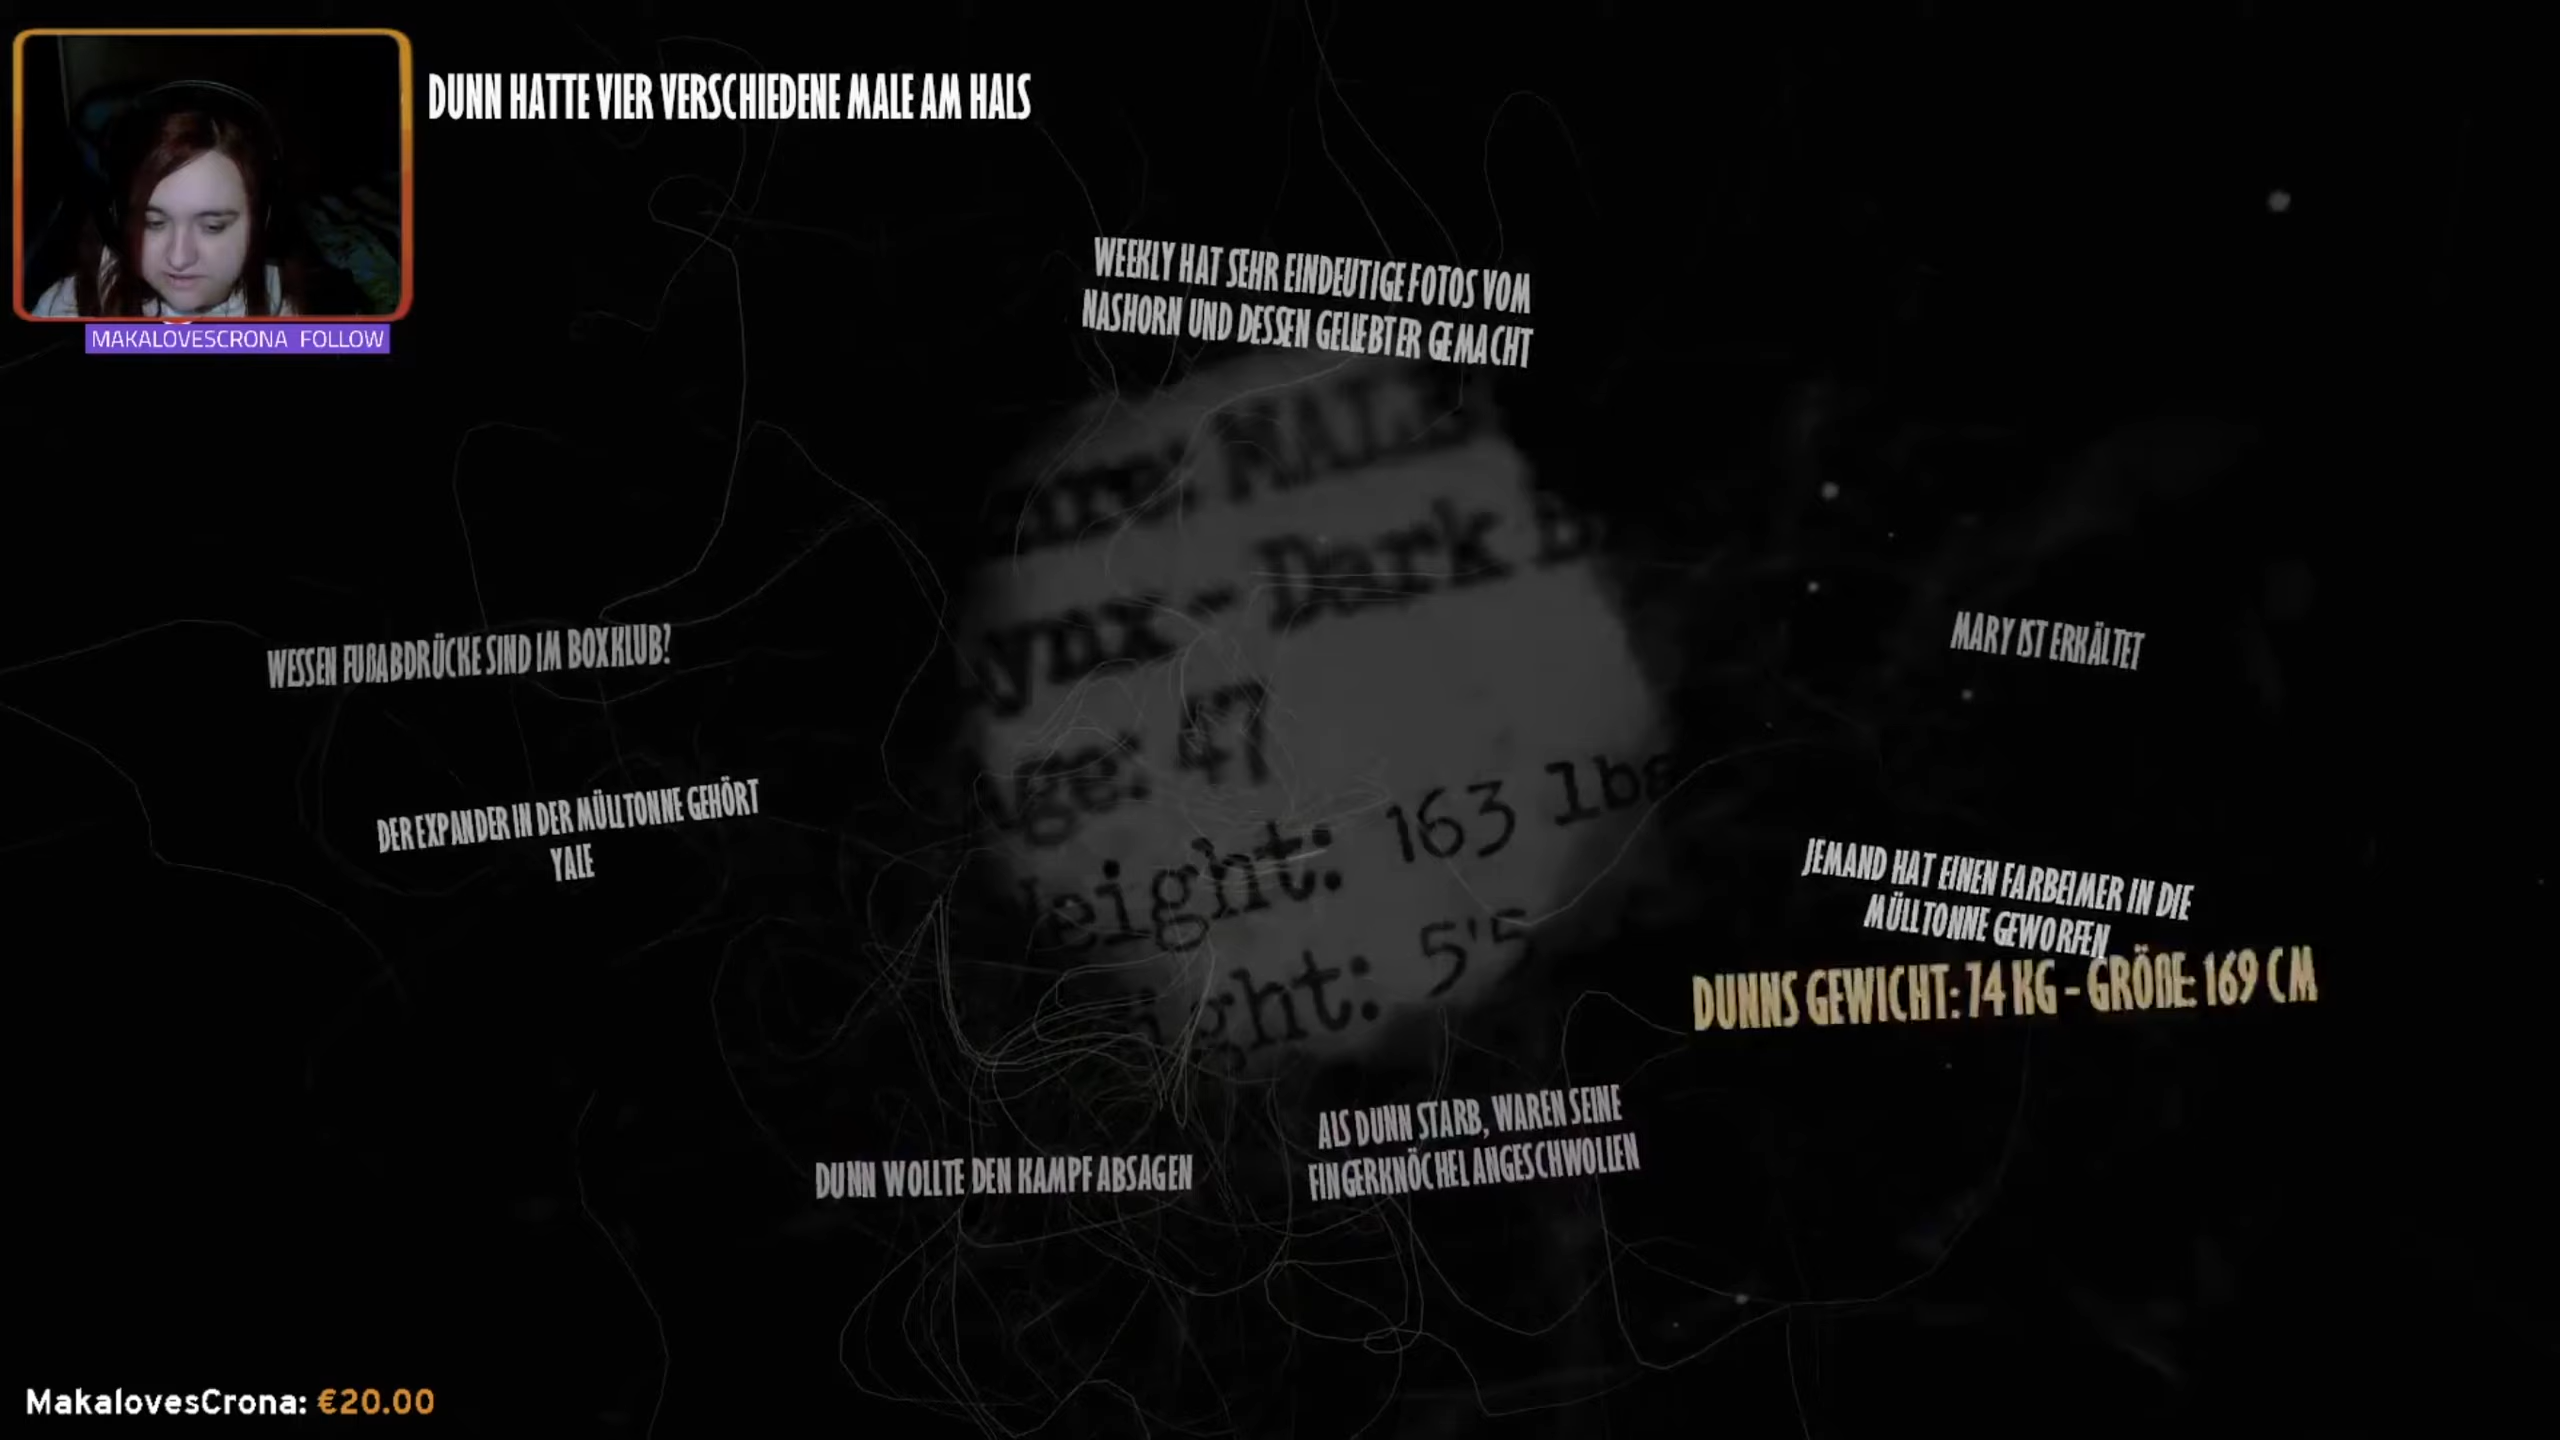 DUNN HATTE VIER VERSCHIEDENE MALE AM HALS
MAKALOVESCRONA FOLLOW
WEEKLY HAT SEHR EINDEUTIGE FOTOS VOM
NASHORN UND DESSEN GELIEBTER GEMACHT
MALE
Lynx - Dark
Age: 47
Weight: 163 lbs
Height: 5'5
WESSEN FUßABDRÜCKE SIND IM BOXKLUB?
MARY IST ERKÄLTET
DER EXPANDER IN DER MÜLLTONNE GEHÖRT
YALE
JEMAND HAT EINEN FARBEIMER IN DIE
MÜLLTONNE GEWORFEN
DUNNS GEWICHT: 74 KG - GRÖßE: 169 CM
DUNN WOLLTE DEN KAMPF ABSAGEN
ALS DUNN STARB, WAREN SEINE
FINGERKNÖCHEL ANGESCHWOLLEN
MakalovesCrona: €20.00